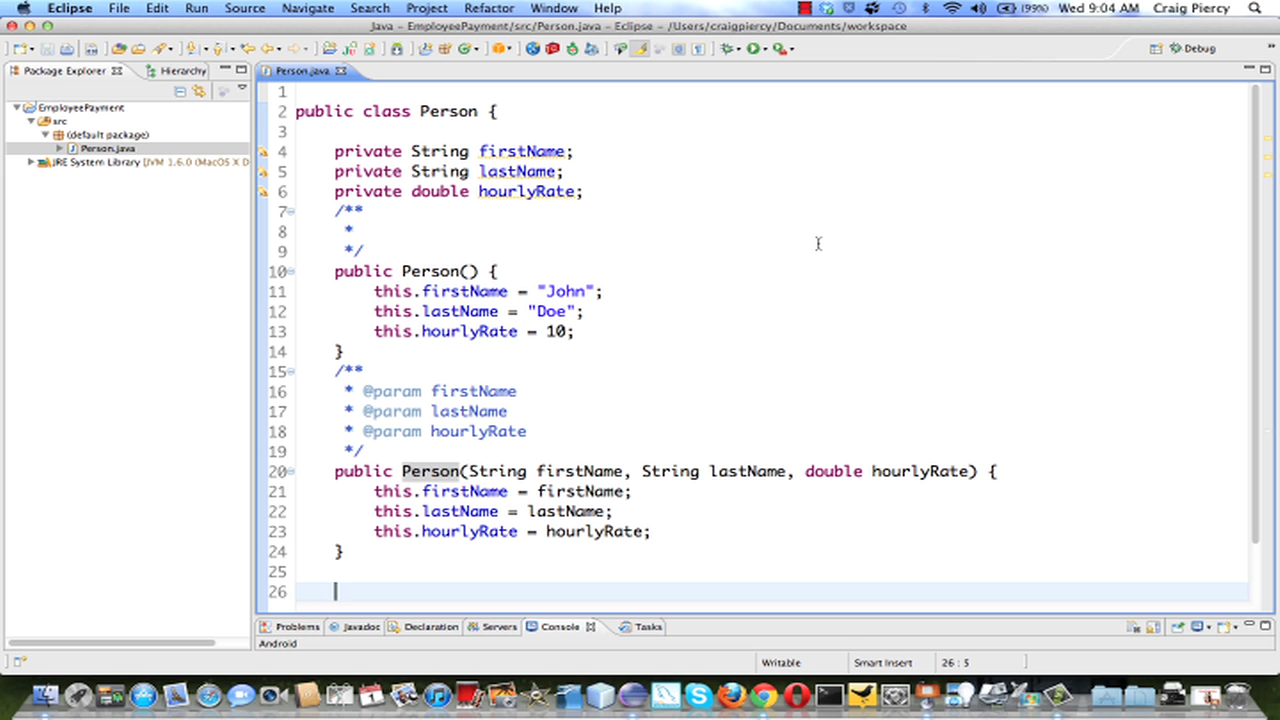 Eclipse File Edit Run Source Navigate Search Project Refactor Window Help (99%) Wed 9:04 AM Craig Piercy
Java – EmployeePayment/src/Person.java – Eclipse – /Users/craigpiercy/Documents/workspace
Debug
Package Explorer Hierarchy
Person.java
EmployeePayment
src
(default package)
Person.java
JRE System Library [JVM 1.6.0 (MacOS X D
1
2 public class Person {
3
4 private String firstName;
5 private String lastName;
6 private double hourlyRate;
7 /**
8 *
9 */
10 public Person() {
11 this.firstName = "John";
12 this.lastName = "Doe";
13 this.hourlyRate = 10;
14 }
15 /**
16 * @param firstName
17 * @param lastName
18 * @param hourlyRate
19 */
20 public Person(String firstName, String lastName, double hourlyRate) {
21 this.firstName = firstName;
22 this.lastName = lastName;
23 this.hourlyRate = hourlyRate;
24 }
25
26
Problems Javadoc Declaration Servers Console Tasks
Android
Writable Smart Insert 26 : 5